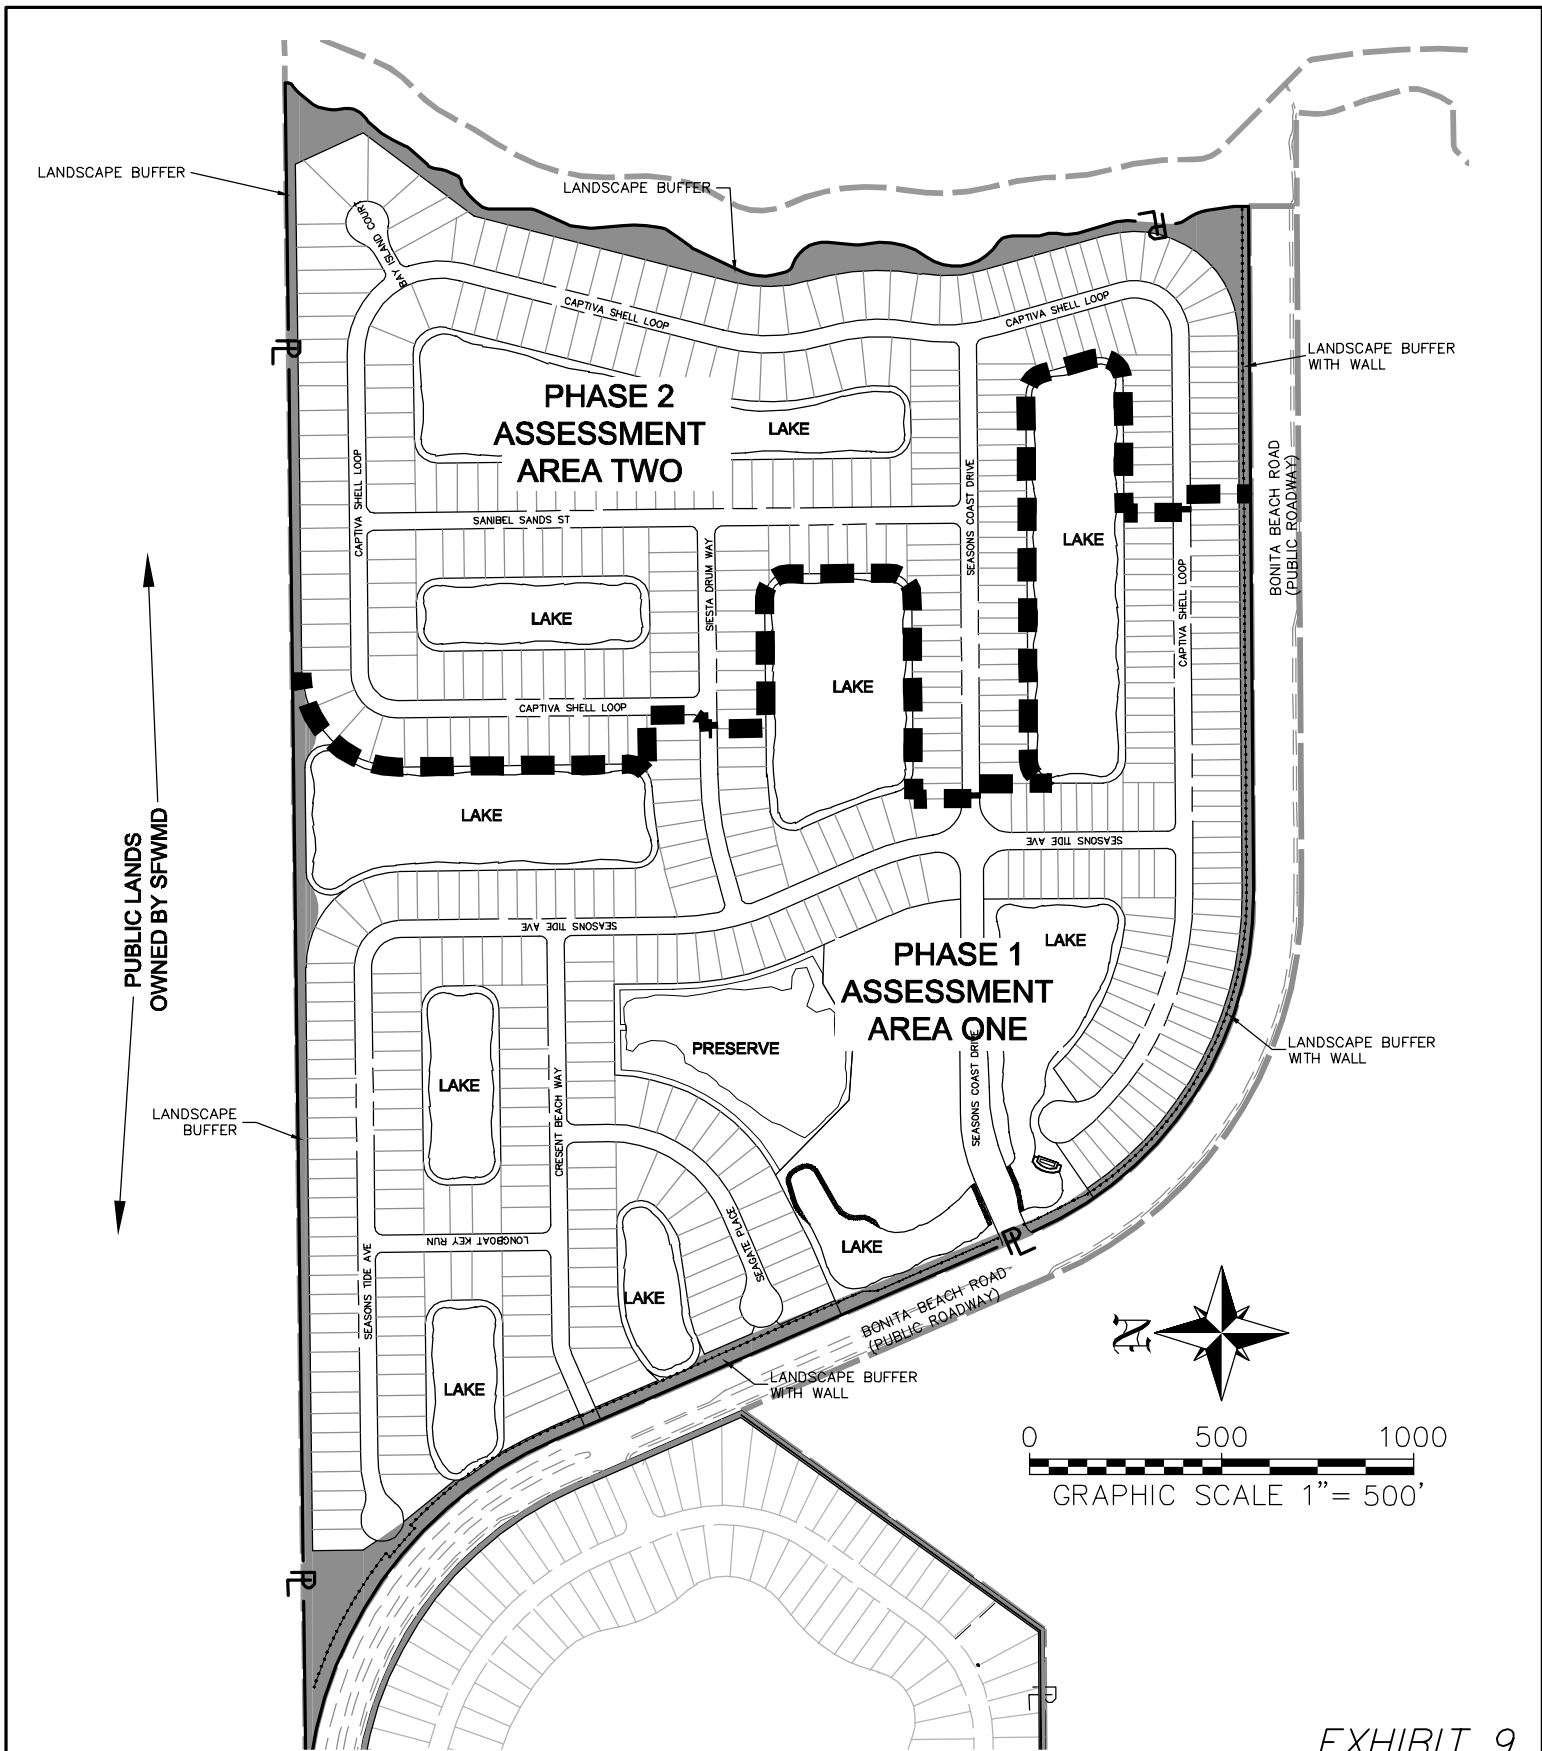 LANDSCAPE BUFFER
LANDSCAPE BUFFER
BAY ISLAND COURT
CAPTIVA SHELL LOOP
CAPTIVA SHELL LOOP
LANDSCAPE BUFFER
WITH WALL
PHASE 2
ASSESSMENT
AREA TWO
LAKE
CAPTIVA SHELL LOOP
SANIBEL SANDS ST
SEASONS COAST DRIVE
LAKE
BONITA BEACH ROAD
(PUBLIC ROADWAY)
SIESTA DRUM WAY
CAPTIVA SHELL LOOP
LAKE
LAKE
CAPTIVA SHELL LOOP
PUBLIC LANDS
OWNED BY SFWMD
LAKE
SEASONS TIDE AVE
SEASONS TIDE AVE
PHASE 1
ASSESSMENT
AREA ONE
LAKE
PRESERVE
SEASONS COAST DRIVE
LANDSCAPE BUFFER
WITH WALL
LAKE
CRESENT BEACH WAY
LANDSCAPE
BUFFER
LONGBOAT KEY RUN
SEASONS TIDE AVE
SEAGATE PLACE
LAKE
LAKE
LAKE
BONITA BEACH ROAD
(PUBLIC ROADWAY)
LANDSCAPE BUFFER
WITH WALL
N
PL
PL
PL
PL
PL
0 500 1000
GRAPHIC SCALE 1"= 500'
EXHIBIT 9